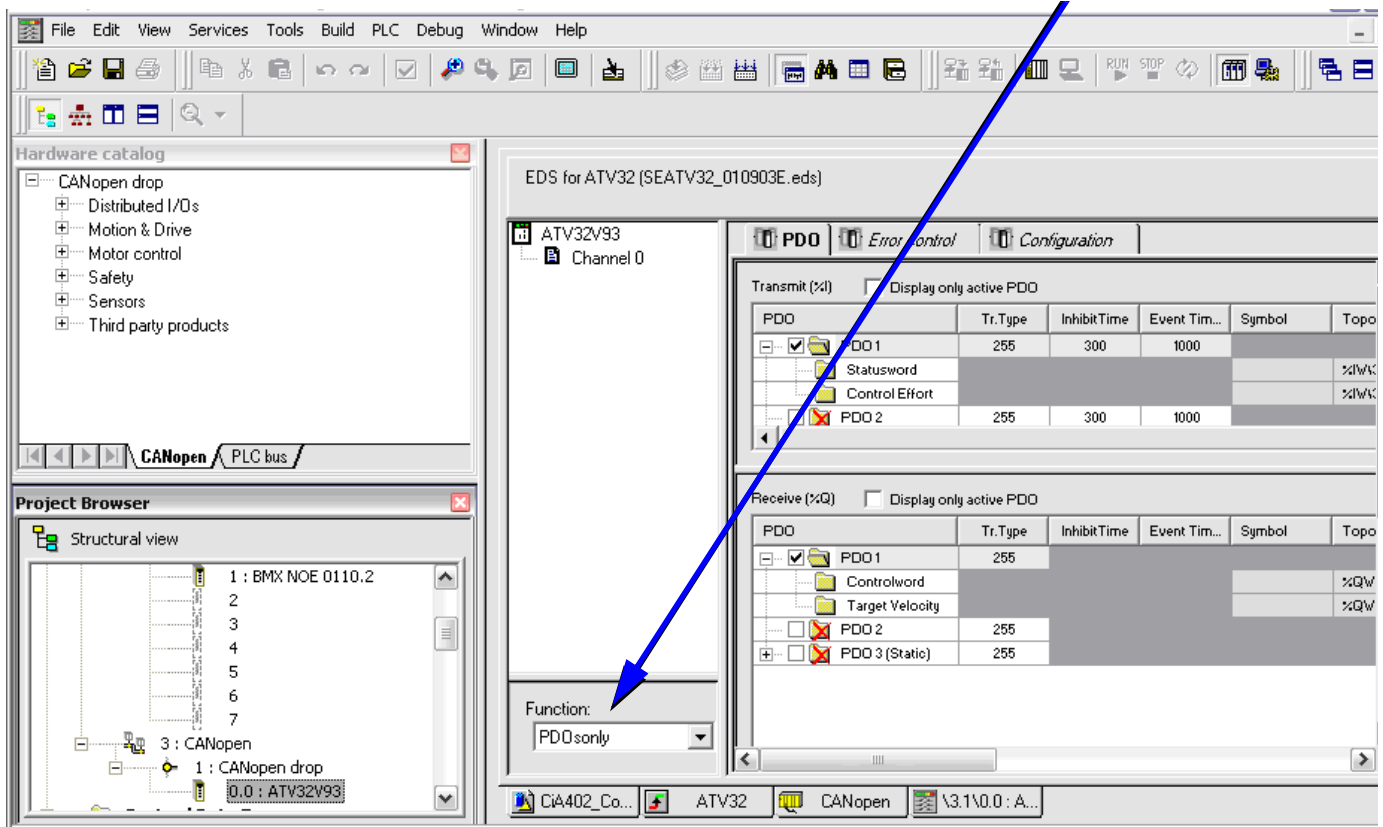 File Edit View Services Tools Build PLC Debug Window Help
RUN STOP
Hardware catalog
CANopen drop
Distributed I/Os
Motion & Drive
Motor control
Safety
Sensors
Third party products
CANopen PLC bus
Project Browser
Structural view
1 : BMX NOE 0110.2
2
3
4
5
6
7
3 : CANopen
1 : CANopen drop
0.0 : ATV32V93
EDS for ATV32 (SEATV32_010903E.eds)
ATV32V93
Channel 0
Function:
PDOsonly
PDO Error control Configuration
Transmit (%I) Display only active PDO
PDO Tr.Type InhibitTime Event Tim... Symbol Topo
PDO 1 255 300 1000
Statusword %IW\
Control Effort %IW\
PDO 2 255 300 1000
Receive (%Q) Display only active PDO
PDO Tr.Type InhibitTime Event Tim... Symbol Topo
PDO 1 255
Controlword %QW
Target Velocity %QW
PDO 2 255
PDO 3 (Static) 255
CiA402_Co... ATV32 CANopen \3.1\0.0 : A...